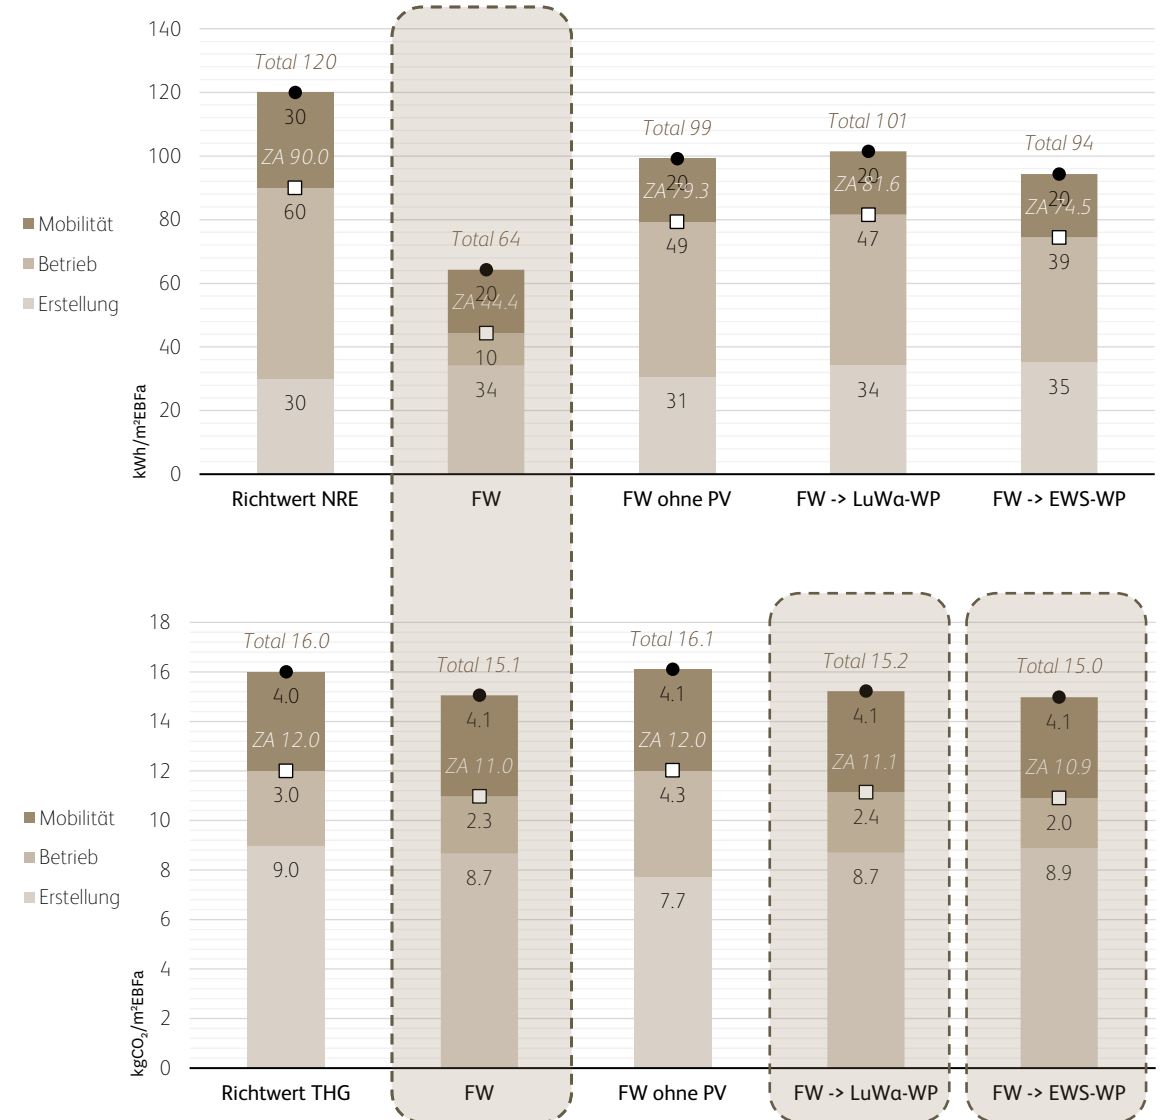 140
120
100
80
60
40
20
0
kWh/m²EBFa
Mobilität
Betrieb
Erstellung
Total 120
30
ZA 90.0
60
30
Total 64
20
ZA 44.4
10
34
Total 99
20
ZA 79.3
49
31
Total 101
20
ZA 81.6
47
34
Total 94
20
ZA 74.5
39
35
Richtwert NRE
FW
FW ohne PV
FW -> LuWa-WP
FW -> EWS-WP
18
16
14
12
10
8
6
4
2
0
kgCO₂/m²EBFa
Mobilität
Betrieb
Erstellung
Total 16.0
4.0
ZA 12.0
3.0
9.0
Total 15.1
4.1
ZA 11.0
2.3
8.7
Total 16.1
4.1
ZA 12.0
4.3
7.7
Total 15.2
4.1
ZA 11.1
2.4
8.7
Total 15.0
4.1
ZA 10.9
2.0
8.9
Richtwert THG
FW
FW ohne PV
FW -> LuWa-WP
FW -> EWS-WP